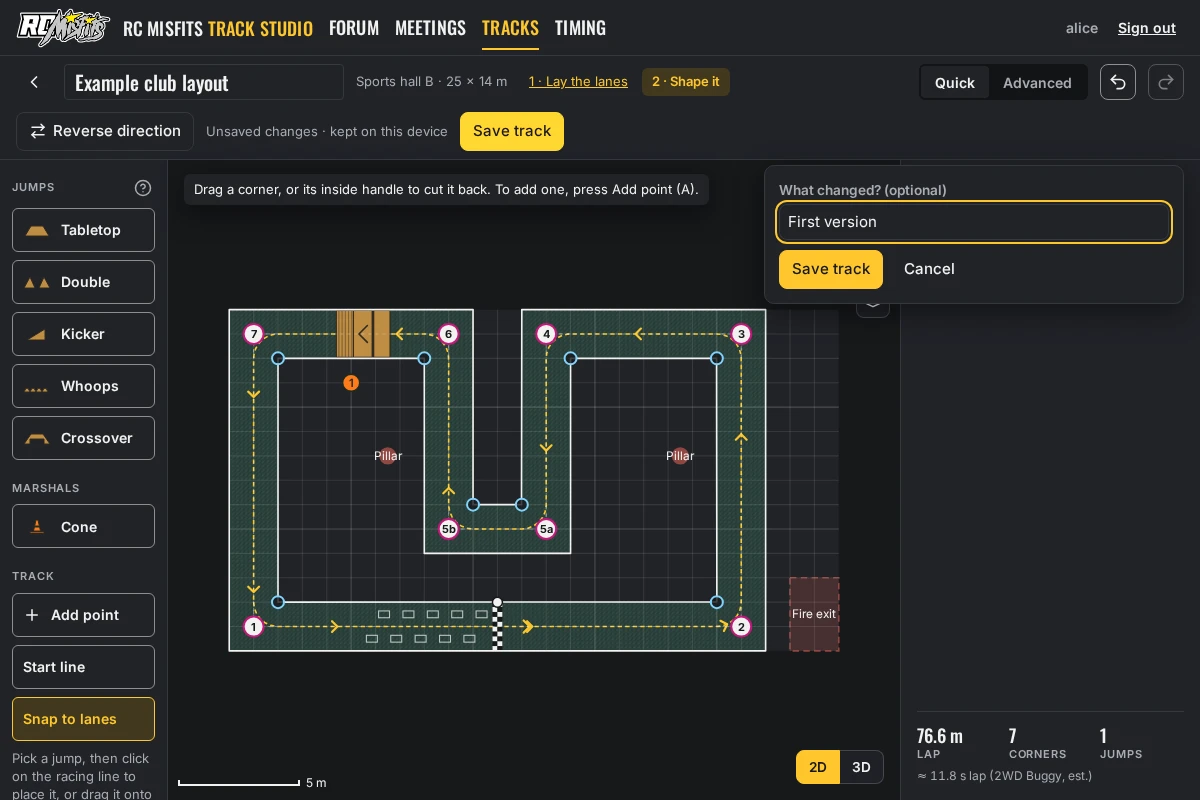 RC Misfits
RC MISFITS TRACK STUDIO
FORUM
MEETINGS
TRACKS
TIMING
alice
Sign out
Example club layout
Sports hall B · 25 × 14 m
1 · Lay the lanes
2 · Shape it
Quick
Advanced
Reverse direction
Unsaved changes · kept on this device
Save track
JUMPS
?
Tabletop
Double
Kicker
Whoops
Crossover
MARSHALS
Cone
TRACK
+ Add point
Start line
Snap to lanes
Pick a jump, then click
on the racing line to
place it, or drag it onto
Drag a corner, or its inside handle to cut it back. To add one, press Add point (A).
What changed? (optional)
First version
Save track
Cancel
7
6
4
3
1
Pillar
Pillar
5b
5a
Fire exit
1
2
5 m
2D
3D
76.6 m
LAP
7
CORNERS
1
JUMPS
≈ 11.8 s lap (2WD Buggy, est.)